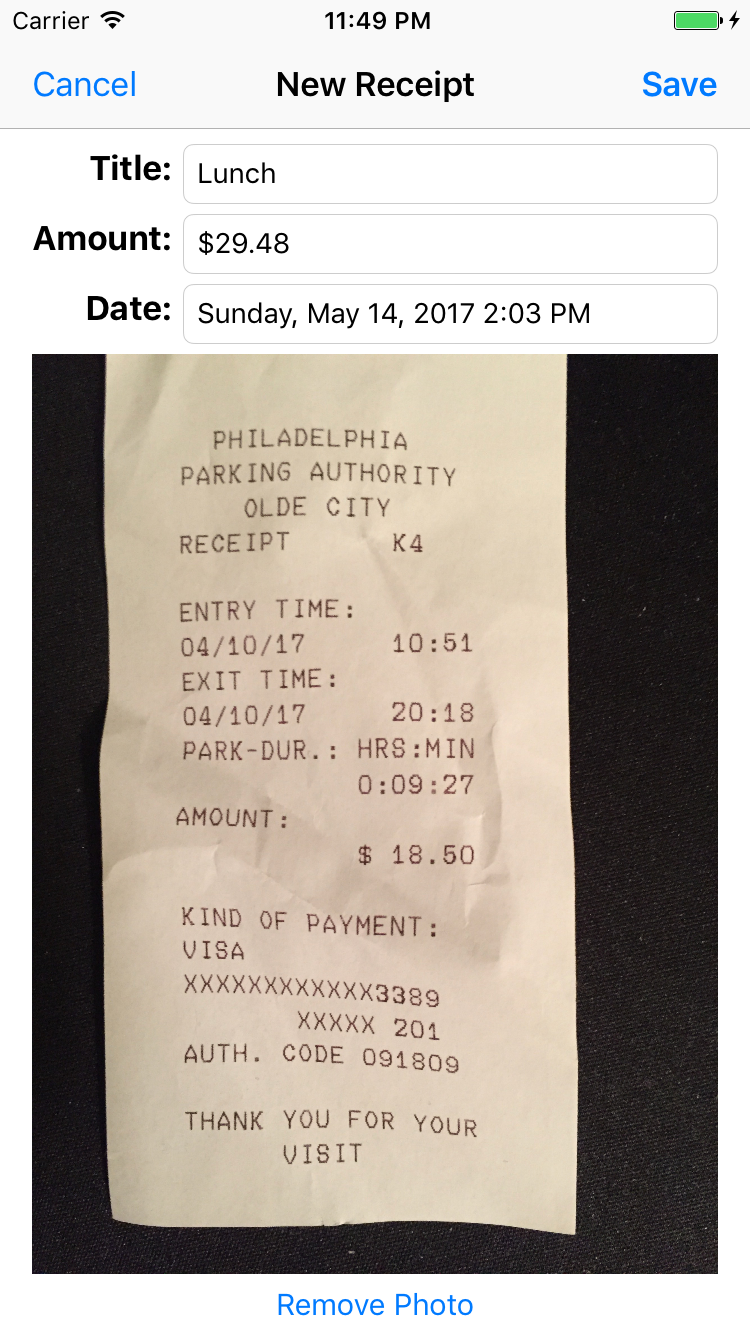 Carrier 11:49 PM
Cancel New Receipt Save
Title: Lunch
Amount: $29.48
Date: Sunday, May 14, 2017 2:03 PM
PHILADELPHIA
PARKING AUTHORITY
OLDE CITY
RECEIPT K4
ENTRY TIME:
04/10/17 10:51
EXIT TIME:
04/10/17 20:18
PARK-DUR.: HRS:MIN
0:09:27
AMOUNT:
$ 18.50
KIND OF PAYMENT:
VISA
XXXXXXXXXXXX3389
XXXXX 201
AUTH. CODE 091809
THANK YOU FOR YOUR
VISIT
Remove Photo